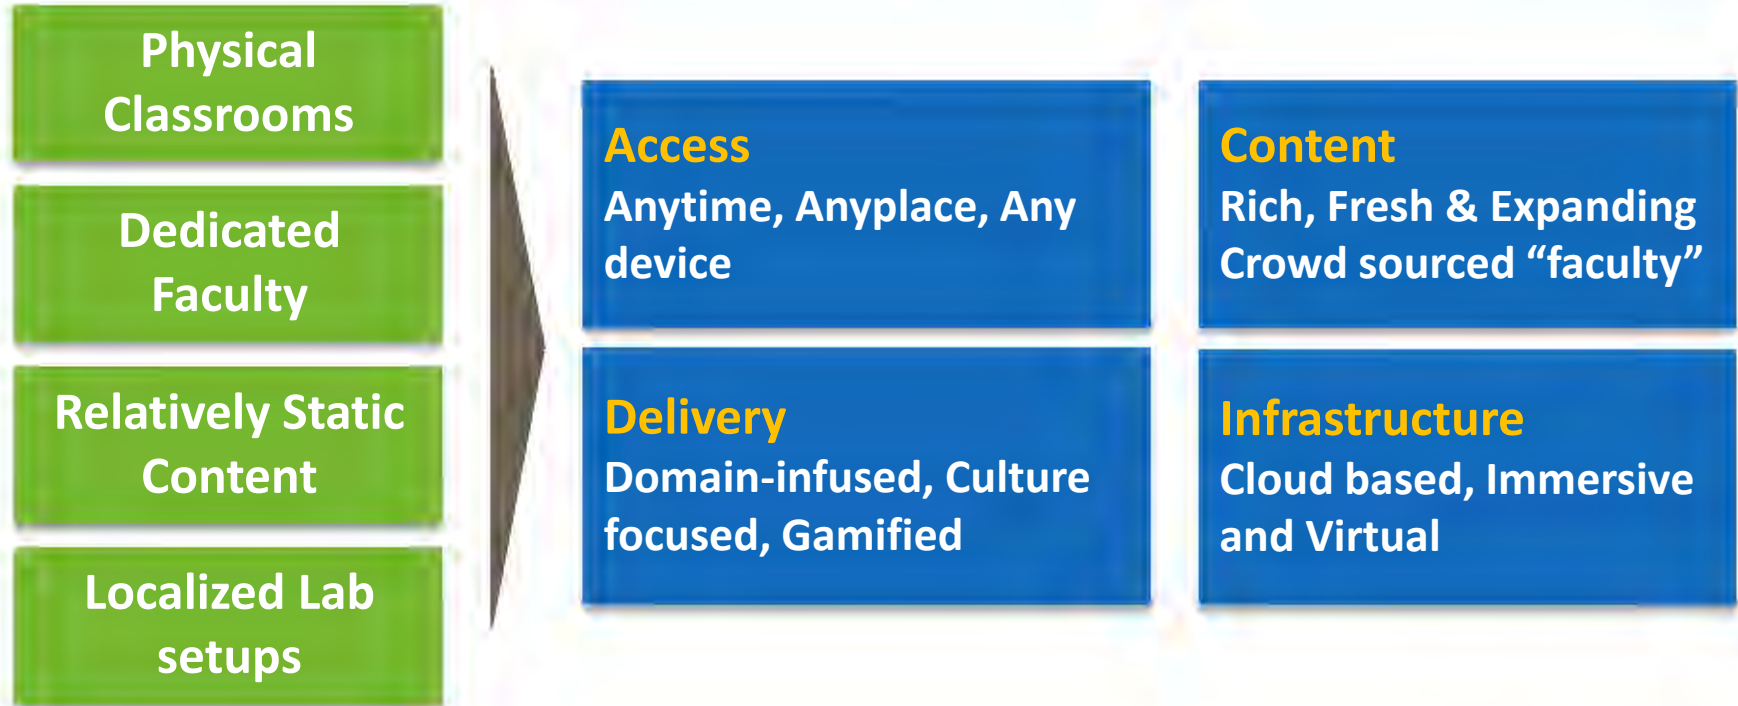 Physical
Classrooms
Dedicated
Faculty
Relatively Static
Content
Localized Lab
setups
Access
Anytime, Anyplace, Any
device
Content
Rich, Fresh & Expanding
Crowd sourced “faculty”
Delivery
Domain-infused, Culture
focused, Gamified
Infrastructure
Cloud based, Immersive
and Virtual